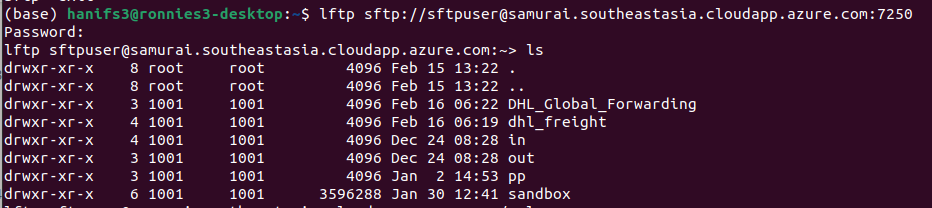 (base) hanifs3@ronnies3-desktop:~$ lftp sftp://sftpuser@samurai.southeastasia.cloudapp.azure.com:7250
Password:
lftp sftpuser@samurai.southeastasia.cloudapp.azure.com:~> ls
drwxr-xr-x    8 root     root         4096 Feb 15 13:22 .
drwxr-xr-x    8 root     root         4096 Feb 15 13:22 ..
drwxr-xr-x    3 1001     1001         4096 Feb 16 06:22 DHL_Global_Forwarding
drwxr-xr-x    4 1001     1001         4096 Feb 16 06:19 dhl_freight
drwxr-xr-x    4 1001     1001         4096 Dec 24 08:28 in
drwxr-xr-x    3 1001     1001         4096 Dec 24 08:28 out
drwxr-xr-x    3 1001     1001         4096 Jan  2 14:53 pp
drwxr-xr-x    6 1001     1001      3596288 Jan 30 12:41 sandbox